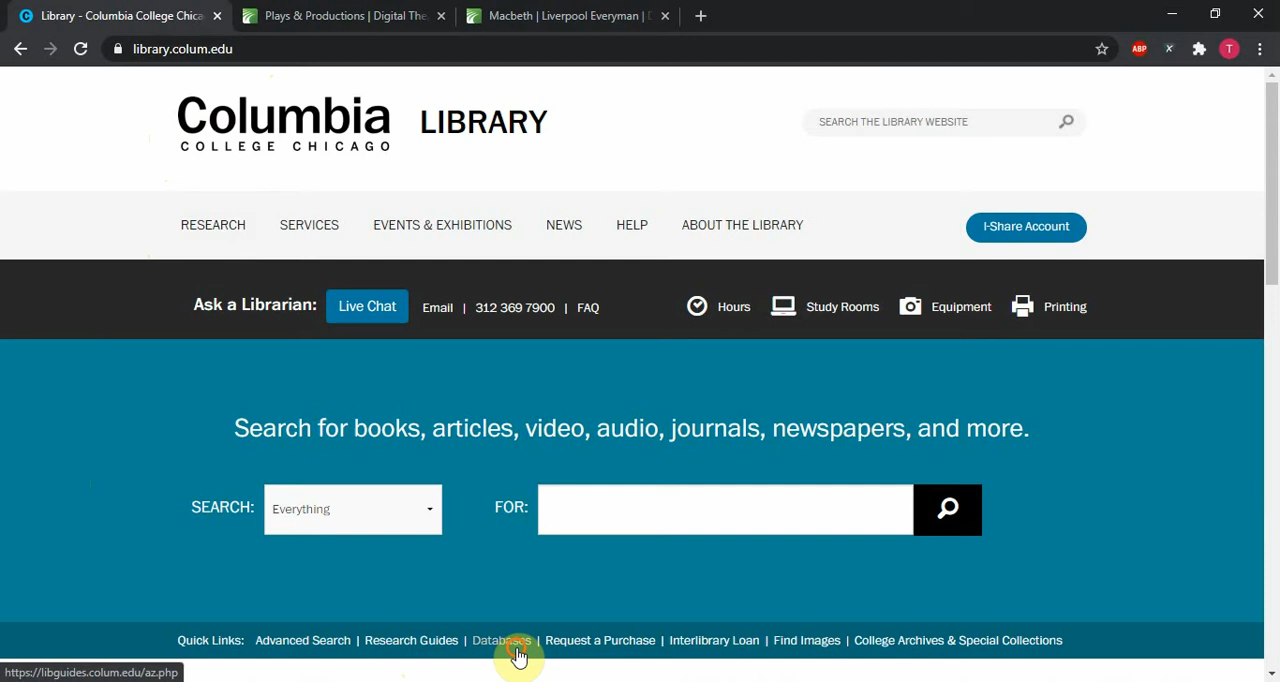 Library - Columbia College Chica
Plays & Productions | Digital The
Macbeth | Liverpool Everyman | D
library.colum.edu
ABP
X
T
Columbia
COLLEGE CHICAGO
LIBRARY
SEARCH THE LIBRARY WEBSITE
RESEARCH SERVICES EVENTS & EXHIBITIONS NEWS HELP ABOUT THE LIBRARY
I-Share Account
Ask a Librarian: Live Chat Email | 312 369 7900 | FAQ
Hours Study Rooms Equipment Printing
Search for books, articles, video, audio, journals, newspapers, and more.
SEARCH: Everything FOR:
Quick Links: Advanced Search | Research Guides | Databases | Request a Purchase | Interlibrary Loan | Find Images | College Archives & Special Collections
https://libguides.colum.edu/az.php